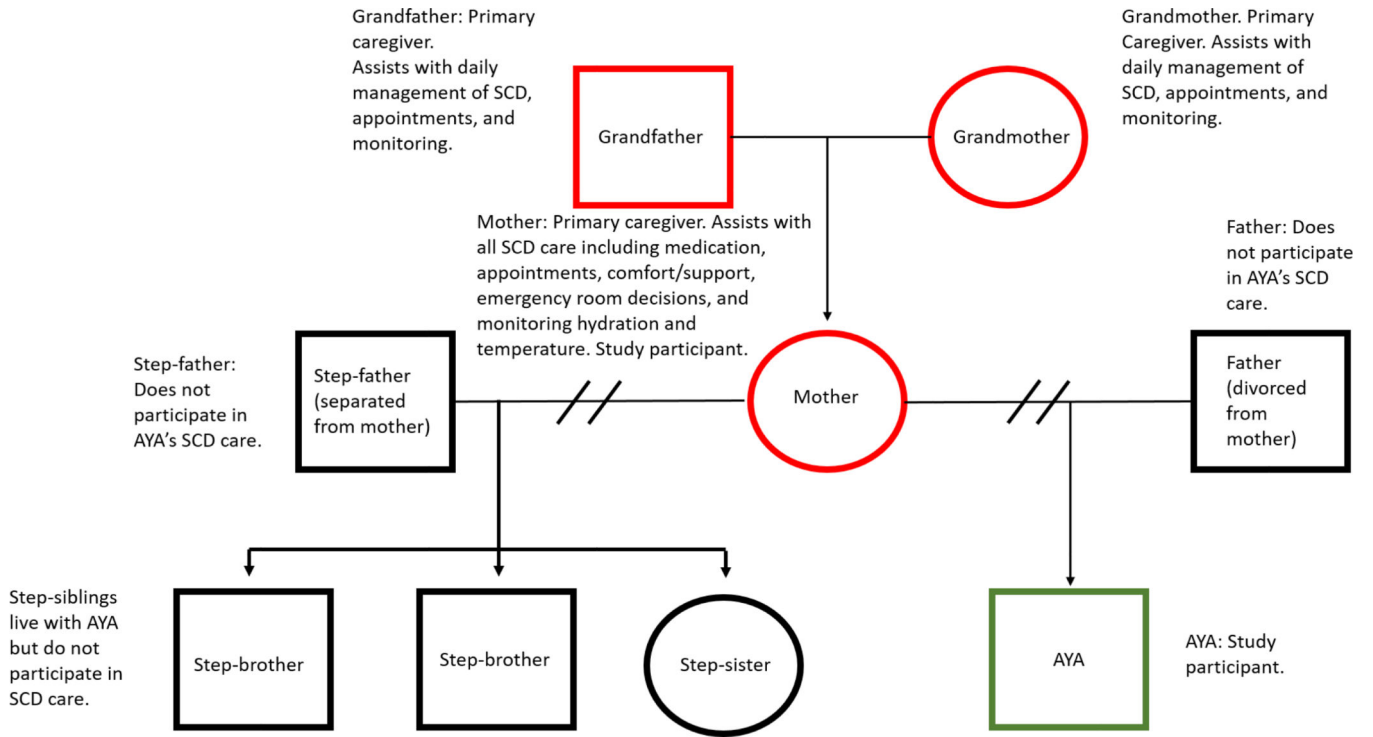 Grandfather: Primary
caregiver.
Assists with daily
management of SCD,
appointments, and
monitoring.
Grandfather
Grandmother
Grandmother. Primary
Caregiver. Assists with
daily management of
SCD, appointments, and
monitoring.
Mother: Primary caregiver. Assists with
all SCD care including medication,
appointments, comfort/support,
emergency room decisions, and
monitoring hydration and
temperature. Study participant.
Father: Does
not participate
in AYA’s SCD
care.
Step-father:
Does not
participate in
AYA’s SCD care.
Step-father
(separated
from mother)
Mother
Father
(divorced
from
mother)
Step-siblings
live with AYA
but do not
participate in
SCD care.
Step-brother
Step-brother
Step-sister
AYA
AYA: Study
participant.